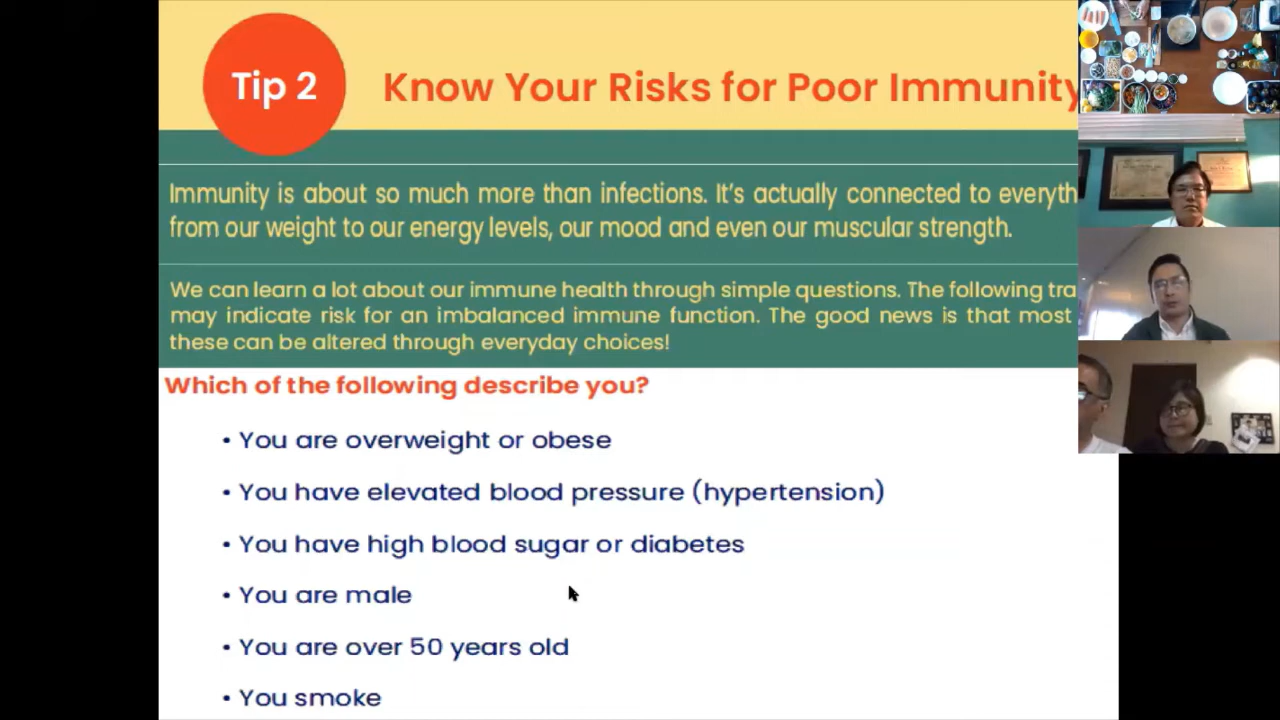 Tip 2
Know Your Risks for Poor Immunity
Immunity is about so much more than infections. It's actually connected to everyth
from our weight to our energy levels, our mood and even our muscular strength.
We can learn a lot about our immune health through simple questions. The following tra
may indicate risk for an imbalanced immune function. The good news is that most
these can be altered through everyday choices!
Which of the following describe you?
• You are overweight or obese
• You have elevated blood pressure (hypertension)
• You have high blood sugar or diabetes
• You are male
• You are over 50 years old
• You smoke